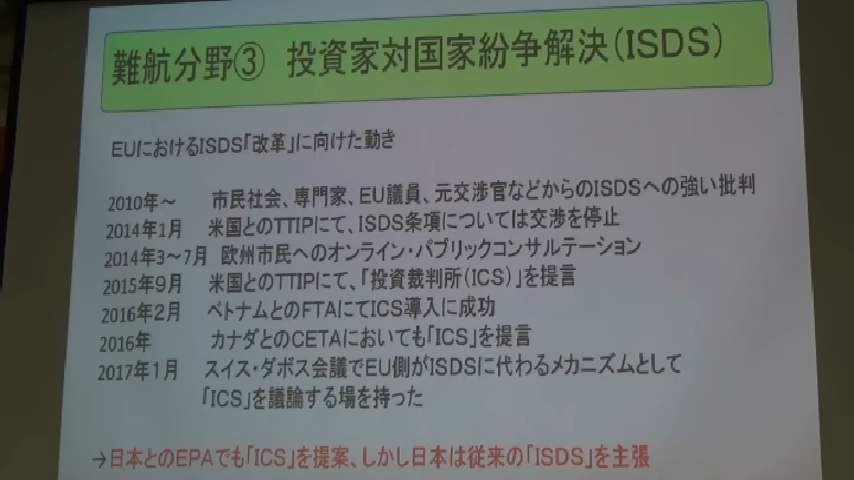 難航分野③ 投資家対国家紛争解決(ISDS)
EUにおけるISDS「改革」に向けた動き
2010年～ 市民社会、専門家、EU議員、元交渉官などからのISDSへの強い批判
2014年1月 米国とのTTIPにて、ISDS条項については交渉を停止
2014年3～7月 欧州市民へのオンライン・パブリックコンサルテーション
2015年9月 米国とのTTIPにて、「投資裁判所(ICS)」を提言
2016年2月 ベトナムとのFTAにてICS導入に成功
2016年 カナダとのCETAにおいても「ICS」を提言
2017年1月 スイス・ダボス会議でEU側がISDSに代わるメカニズムとして
「ICS」を議論する場を持った
→日本とのEPAでも「ICS」を提案、しかし日本は従来の「ISDS」を主張